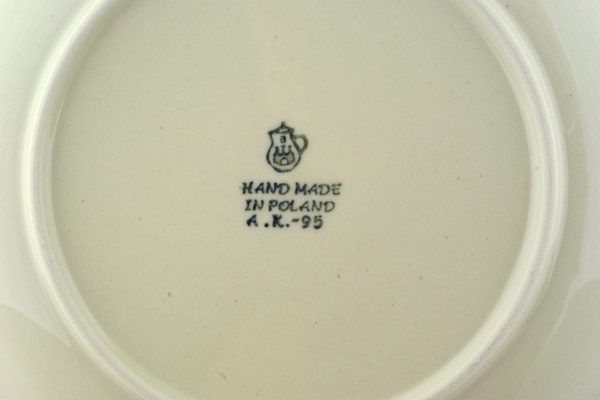 B
HAND MADE
IN POLAND
A.K.-95